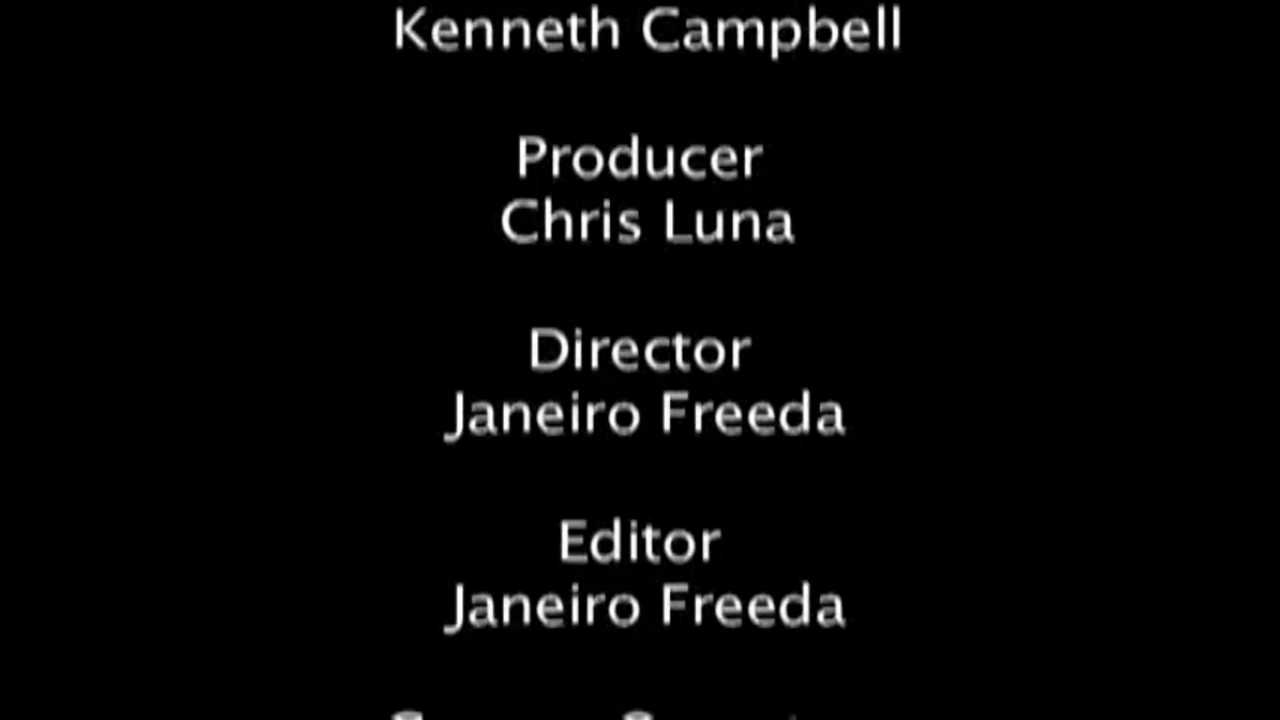 Kenneth Campbell
Producer
Chris Luna
Director
Janeiro Freeda
Editor
Janeiro Freeda